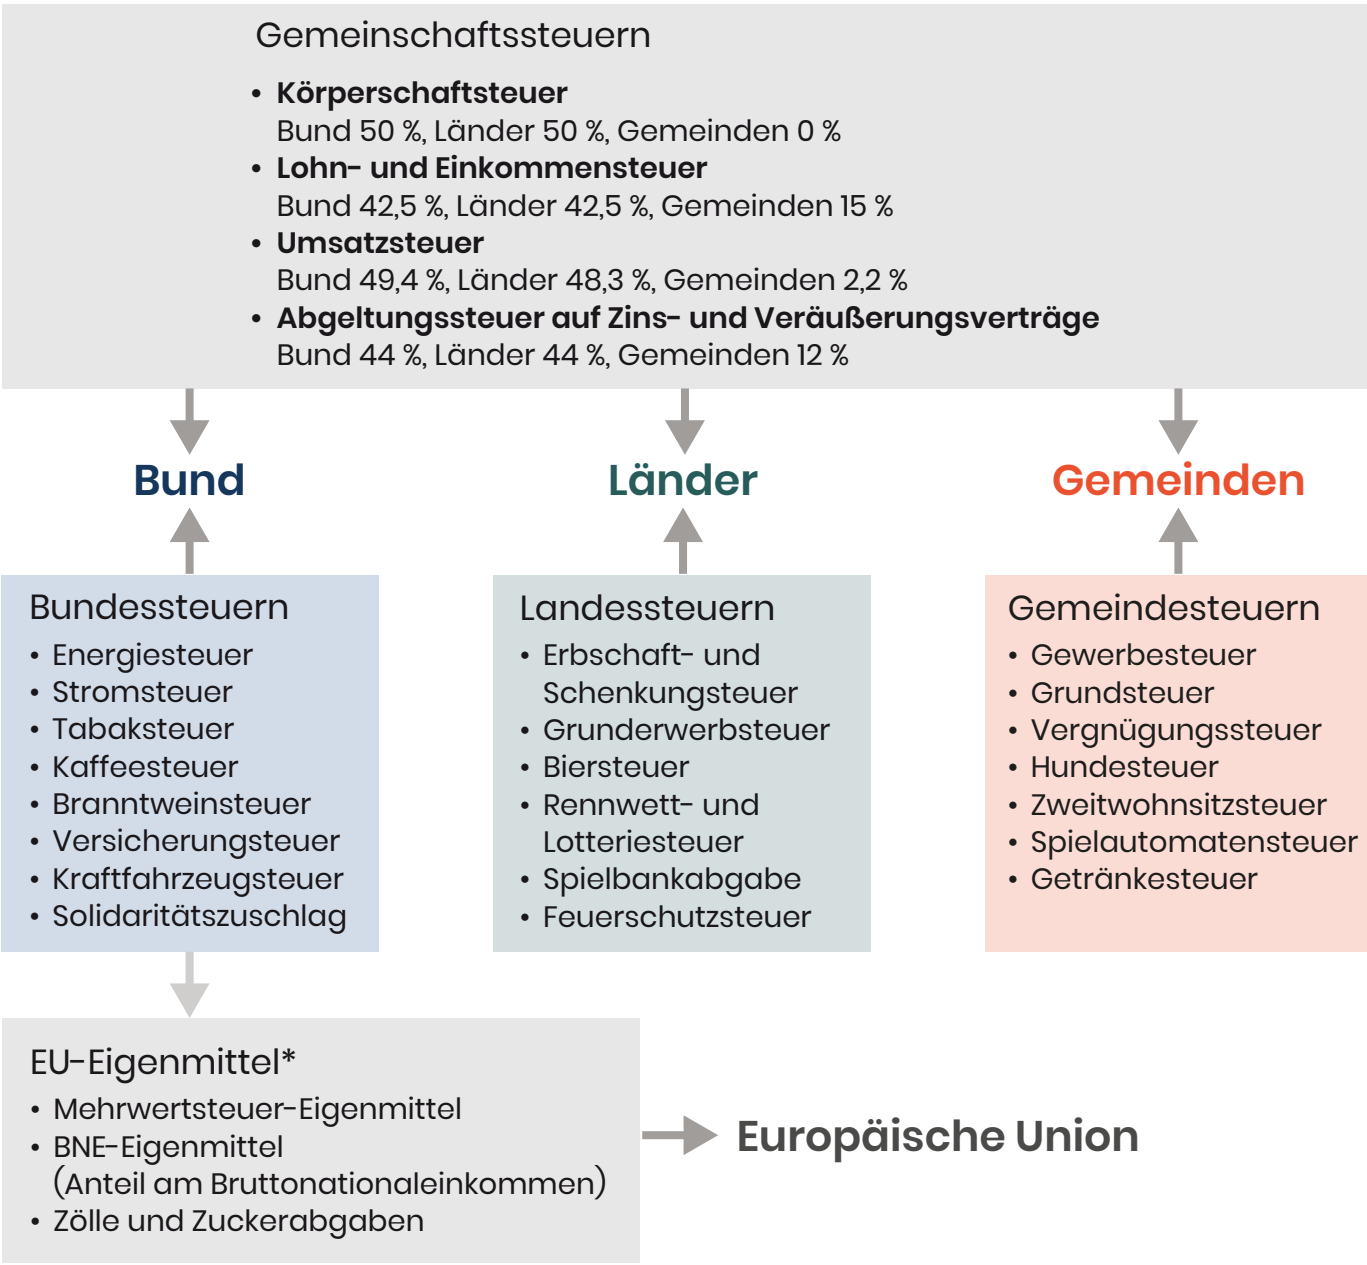 Gemeinschaftssteuern
• Körperschaftsteuer
Bund 50 %, Länder 50 %, Gemeinden 0 %
• Lohn- und Einkommensteuer
Bund 42,5 %, Länder 42,5 %, Gemeinden 15 %
• Umsatzsteuer
Bund 49,4 %, Länder 48,3 %, Gemeinden 2,2 %
• Abgeltungssteuer auf Zins- und Veräußerungsverträge
Bund 44 %, Länder 44 %, Gemeinden 12 %
Bund
Länder
Gemeinden
Bundessteuern
• Energiesteuer
• Stromsteuer
• Tabaksteuer
• Kaffeesteuer
• Branntweinsteuer
• Versicherungsteuer
• Kraftfahrzeugsteuer
• Solidaritätszuschlag
Landessteuern
• Erbschaft- und
Schenkungsteuer
• Grunderwerbsteuer
• Biersteuer
• Rennwett- und
Lotteriesteuer
• Spielbankabgabe
• Feuerschutzsteuer
Gemeindesteuern
• Gewerbesteuer
• Grundsteuer
• Vergnügungssteuer
• Hundesteuer
• Zweitwohnsitzsteuer
• Spielautomatensteuer
• Getränkesteuer
EU-Eigenmittel*
• Mehrwertsteuer-Eigenmittel
• BNE-Eigenmittel
(Anteil am Bruttonationaleinkommen)
• Zölle und Zuckerabgaben
Europäische Union